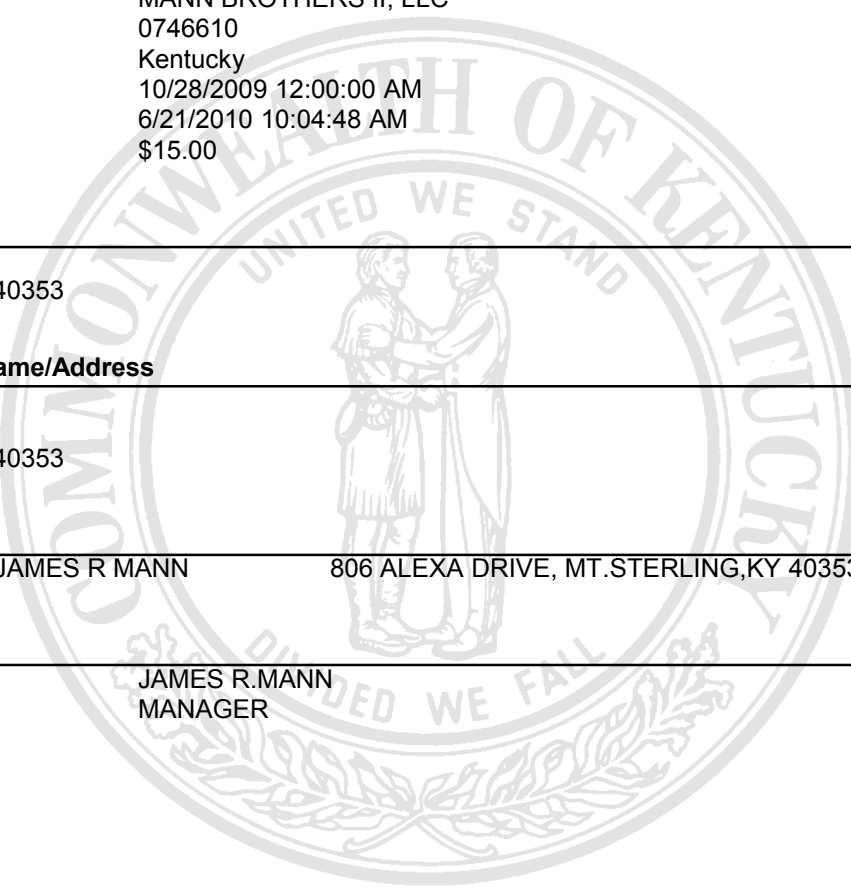 MANN BROTHERS II, LLC
0746610
Kentucky
10/28/2009 12:00:00 AM
6/21/2010 10:04:48 AM
$15.00
40353
ame/Address
40353
JAMES R MANN 806 ALEXA DRIVE, MT.STERLING,KY 40353
JAMES R.MANN
MANAGER
COMMONWEALTH OF KENTUCKY
UNITED WE STAND
DIVIDED WE FALL